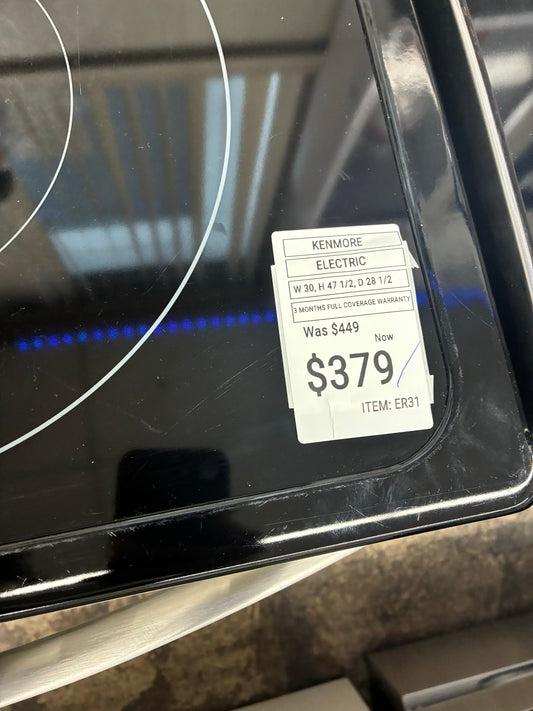 KENMORE
ELECTRIC
W 30, H 47 1/2, D 28 1/2
3 MONTHS FULL COVERAGE WARRANTY
Was $449
Now
$379
ITEM: ER31